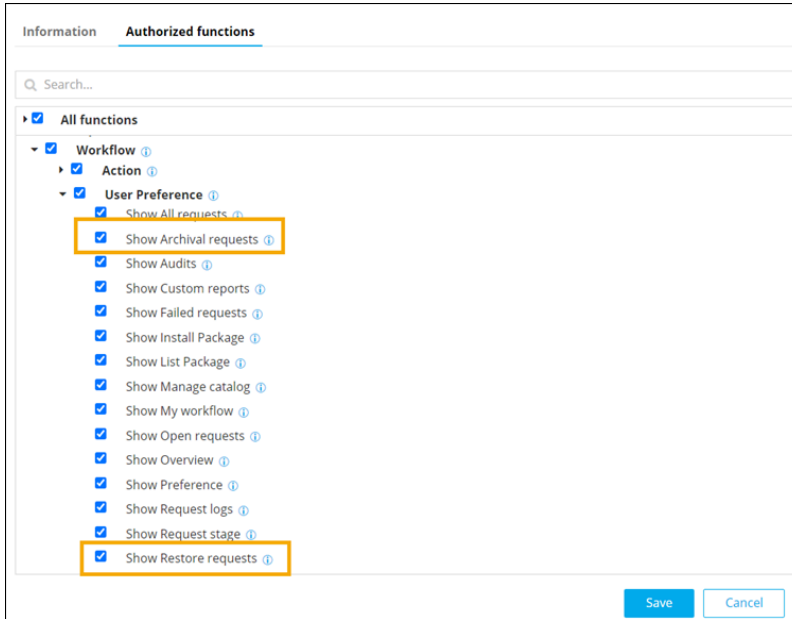 Information Authorized functions
Search...
All functions
Workflow
Action
User Preference
Show All requests
Show Archival requests
Show Audits
Show Custom reports
Show Failed requests
Show Install Package
Show List Package
Show Manage catalog
Show My workflow
Show Open requests
Show Overview
Show Preference
Show Request logs
Show Request stage
Show Restore requests
Save Cancel